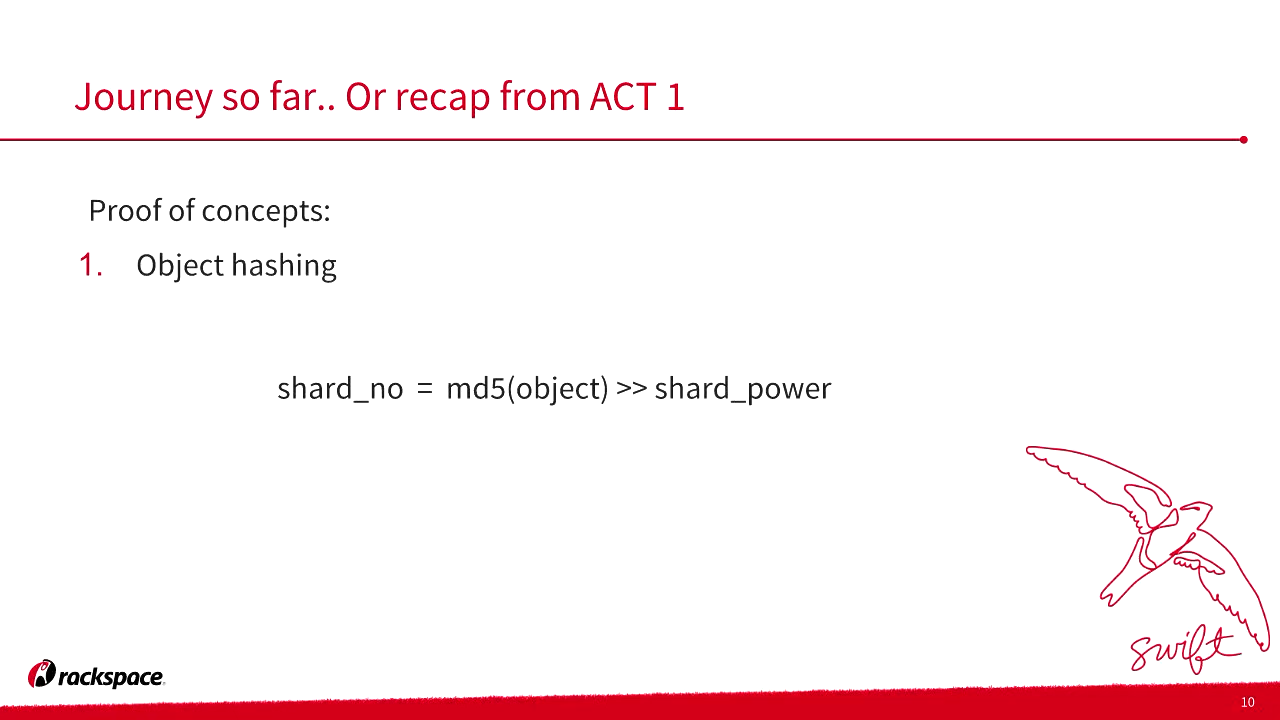 Journey so far.. Or recap from ACT 1
Proof of concepts:
1. Object hashing
shard_no = md5(object) >> shard_power
swift
rackspace
10